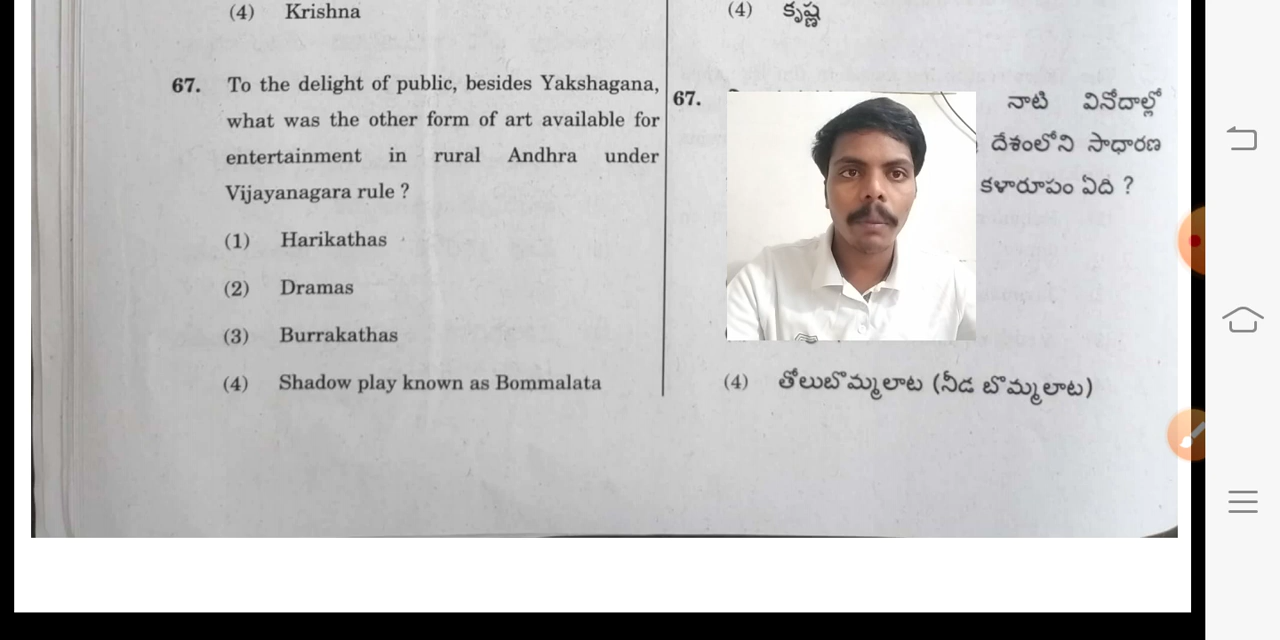 (4) Krishna
67. To the delight of public, besides Yakshagana,
what was the other form of art available for
entertainment in rural Andhra under
Vijayanagara rule ?
(1) Harikathas
(2) Dramas
(3) Burrakathas
(4) Shadow play known as Bommalata
(4) కృష్ణ
67. నాటి వినోదాల్లో
దేశంలోని సాధారణ
కళారూపం ఏది ?
(4) తోలుబొమ్మలాట (నీడ బొమ్మలాట)